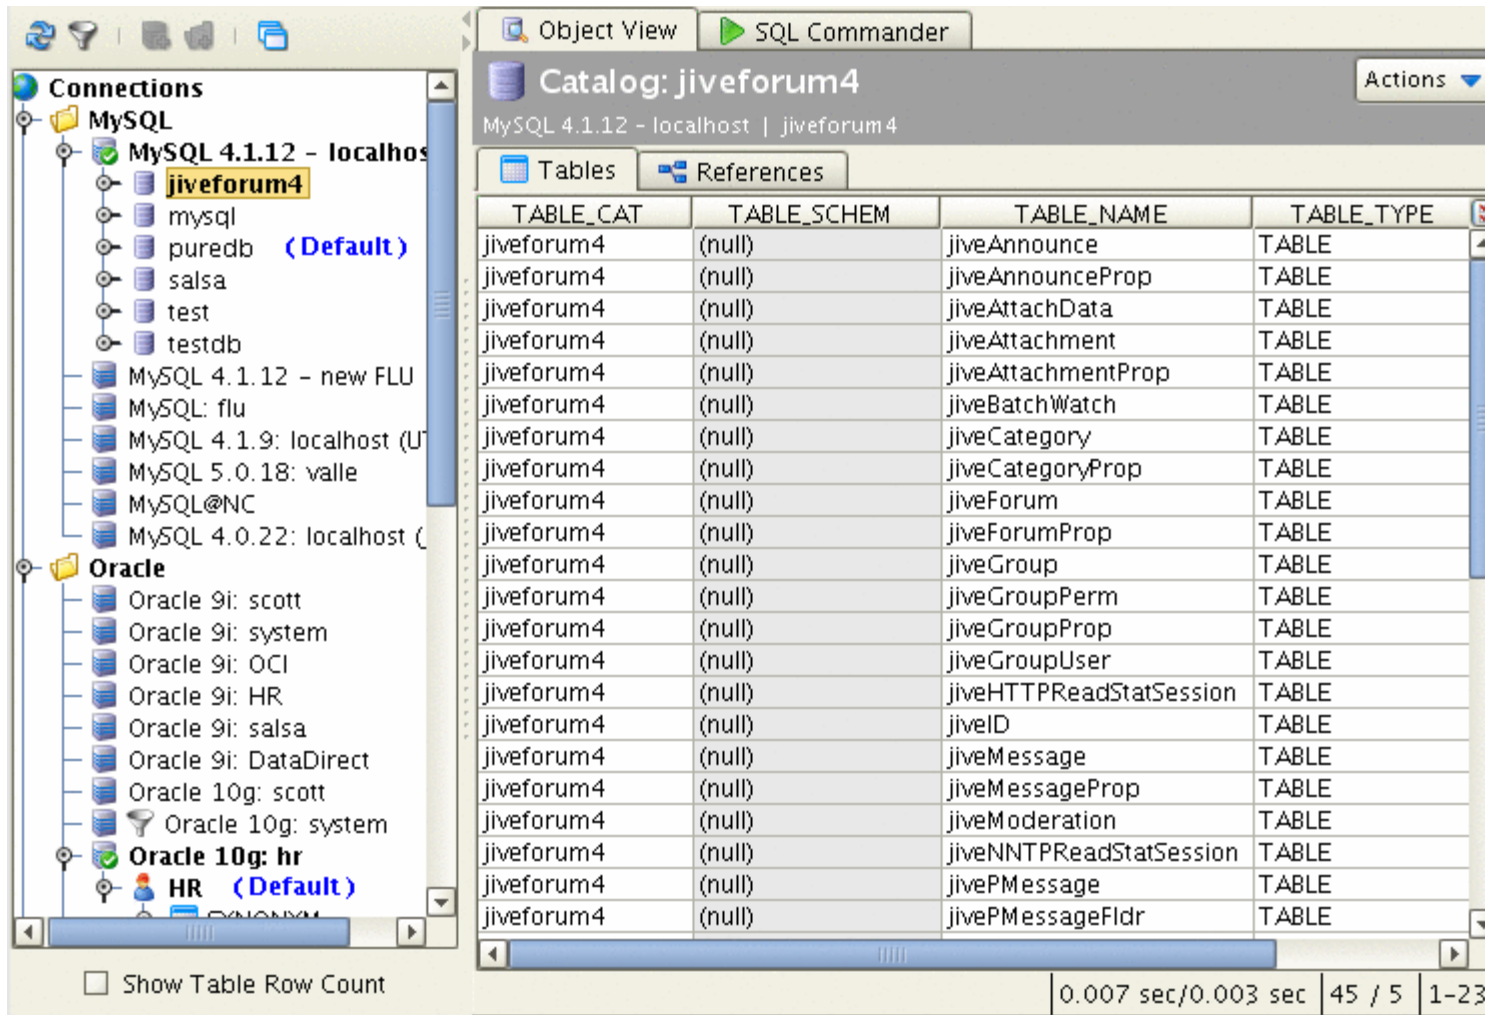 Object View
SQL Commander
Connections
MySQL
MySQL 4.1.12 – localhos
jiveforum4
mysql
puredb (Default)
salsa
test
testdb
MySQL 4.1.12 – new FLU
MySQL: flu
MySQL 4.1.9: localhost (U
MySQL 5.0.18: valle
MySQL@NC
MySQL 4.0.22: localhost (
Oracle
Oracle 9i: scott
Oracle 9i: system
Oracle 9i: OCI
Oracle 9i: HR
Oracle 9i: salsa
Oracle 9i: DataDirect
Oracle 10g: scott
Oracle 10g: system
Oracle 10g: hr
HR (Default)
Show Table Row Count
Catalog: jiveforum4
Actions
MySQL 4.1.12 – localhost | jiveforum4
Tables
References
TABLE_CAT TABLE_SCHEM TABLE_NAME TABLE_TYPE
jiveforum4 (null) jiveAnnounce TABLE
jiveforum4 (null) jiveAnnounceProp TABLE
jiveforum4 (null) jiveAttachData TABLE
jiveforum4 (null) jiveAttachment TABLE
jiveforum4 (null) jiveAttachmentProp TABLE
jiveforum4 (null) jiveBatchWatch TABLE
jiveforum4 (null) jiveCategory TABLE
jiveforum4 (null) jiveCategoryProp TABLE
jiveforum4 (null) jiveForum TABLE
jiveforum4 (null) jiveForumProp TABLE
jiveforum4 (null) jiveGroup TABLE
jiveforum4 (null) jiveGroupPerm TABLE
jiveforum4 (null) jiveGroupProp TABLE
jiveforum4 (null) jiveGroupUser TABLE
jiveforum4 (null) jiveHTTPReadStatSession TABLE
jiveforum4 (null) jiveID TABLE
jiveforum4 (null) jiveMessage TABLE
jiveforum4 (null) jiveMessageProp TABLE
jiveforum4 (null) jiveModeration TABLE
jiveforum4 (null) jiveNNTPReadStatSession TABLE
jiveforum4 (null) jivePMessage TABLE
jiveforum4 (null) jivePMessageFldr TABLE
0.007 sec/0.003 sec 45 / 5 1–23